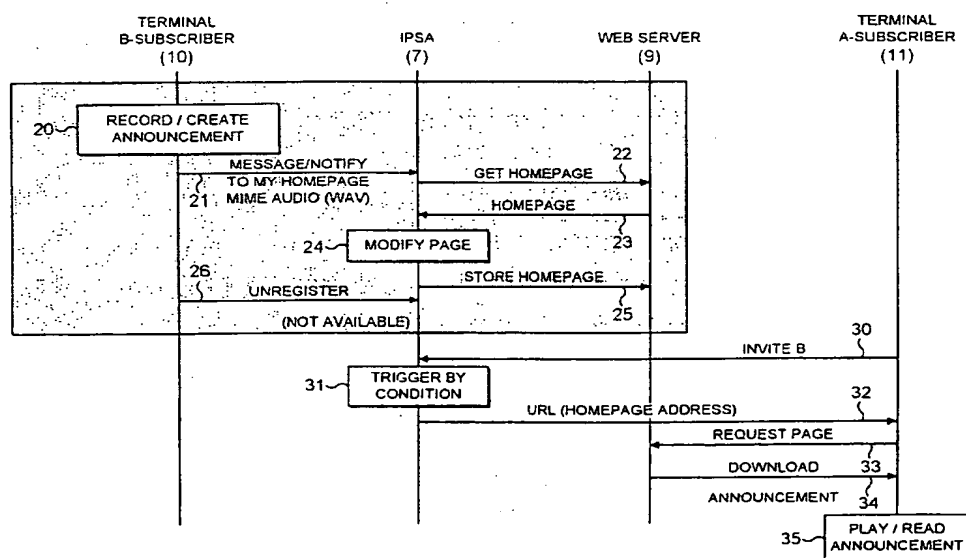 TERMINAL
B-SUBSCRIBER
(10)
IPSA
(7)
WEB SERVER
(9)
TERMINAL
A-SUBSCRIBER
(11)
20
RECORD / CREATE
ANNOUNCEMENT
MESSAGE/NOTIFY
TO MY HOMEPAGE
MIME AUDIO (WAV)
21
22
GET HOMEPAGE
HOMEPAGE
23
24
MODIFY PAGE
26
UNREGISTER
(NOT AVAILABLE)
STORE HOMEPAGE
25
30
INVITE B
31
TRIGGER BY
CONDITION
32
URL (HOMEPAGE ADDRESS)
REQUEST PAGE
33
DOWNLOAD
ANNOUNCEMENT
34
35
PLAY / READ
ANNOUNCEMENT